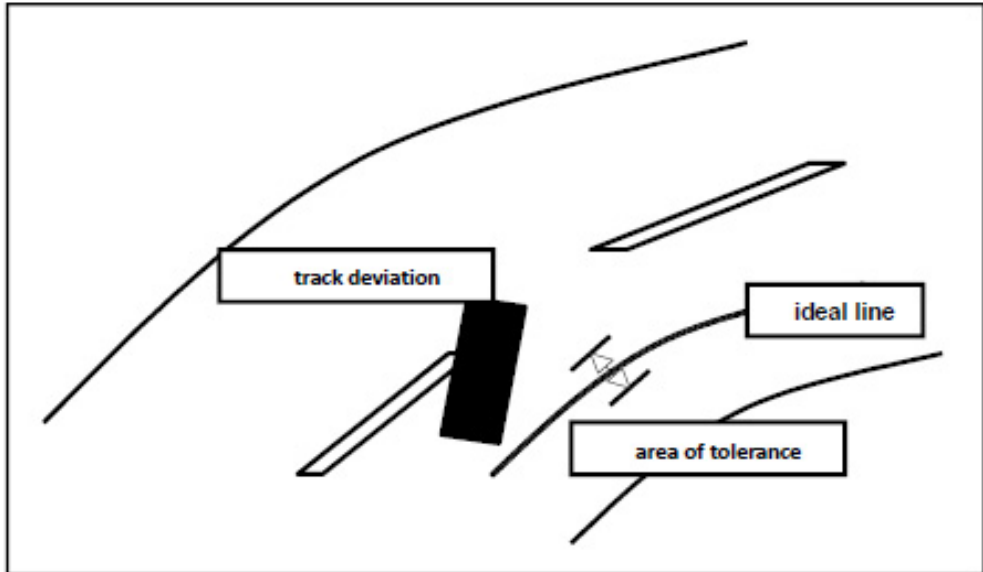 track deviation
ideal line
area of tolerance